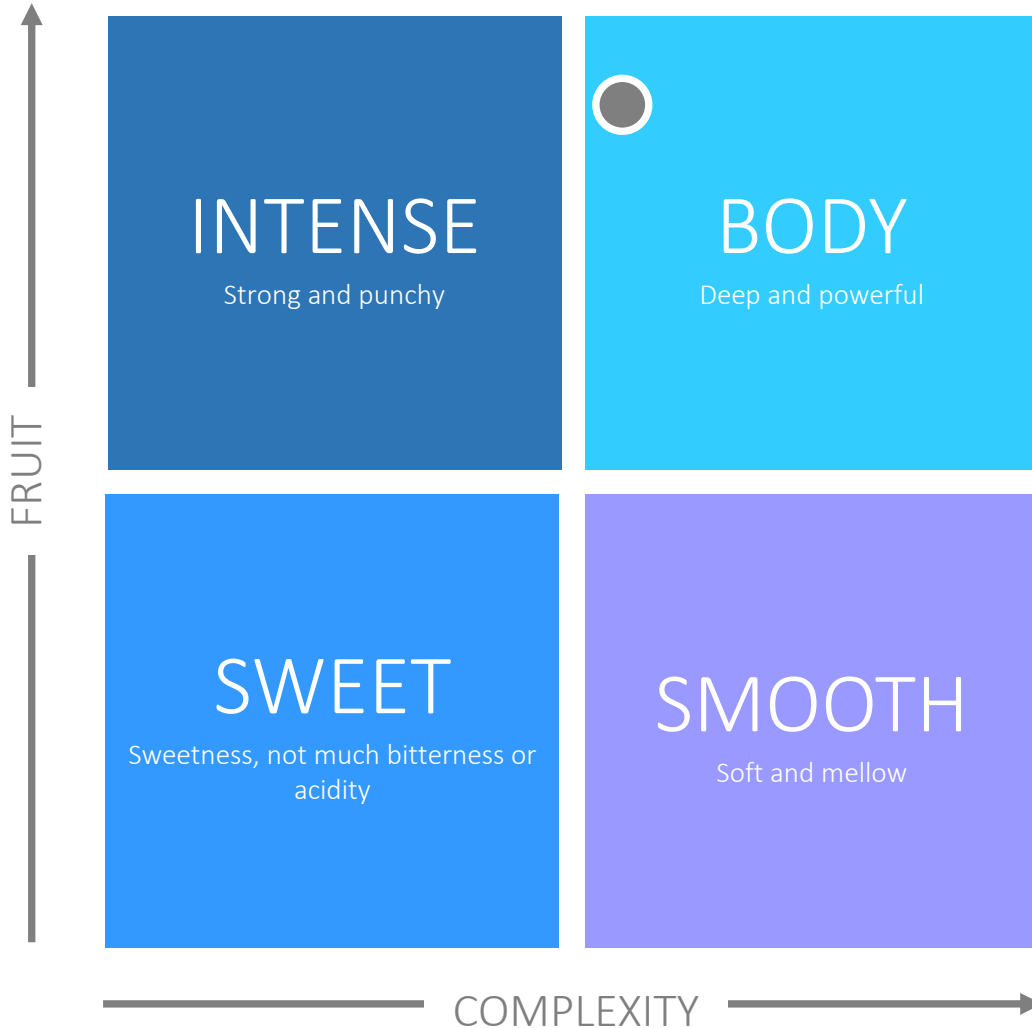 INTENSE
Strong and punchy
BODY
Deep and powerful
FRUIT
SWEET
Sweetness, not much bitterness or
acidity
SMOOTH
Soft and mellow
COMPLEXITY